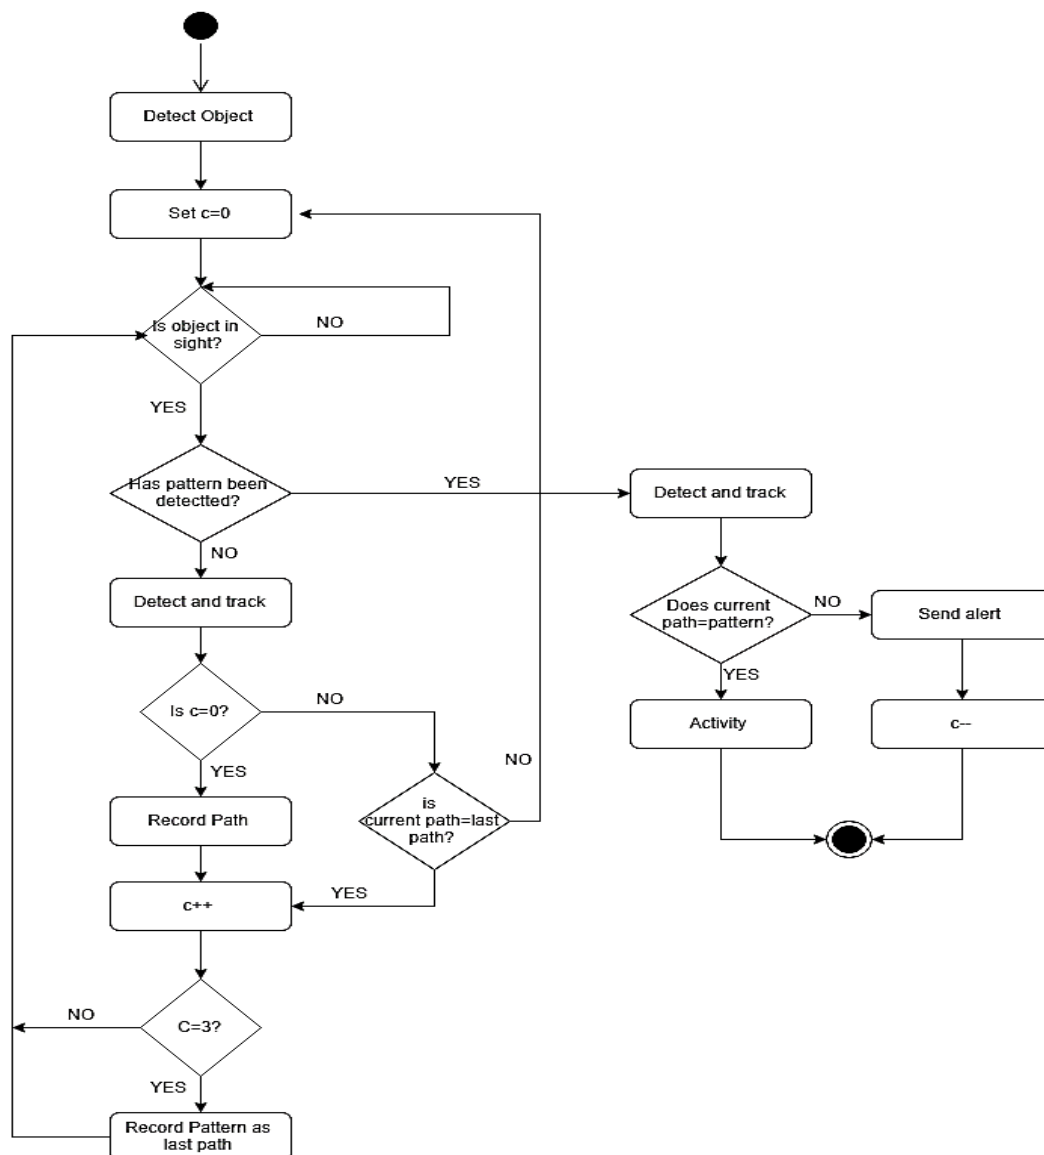 Detect Object
Set c=0
Is object in
sight?
NO
YES
Has pattern been
detectted?
YES
NO
Detect and track
Is c=0?
NO
YES
Record Path
is
current path=last
path?
NO
YES
c++
C=3?
NO
YES
Record Pattern as
last path
Detect and track
Does current
path=pattern?
NO
YES
Send alert
Activity
c--